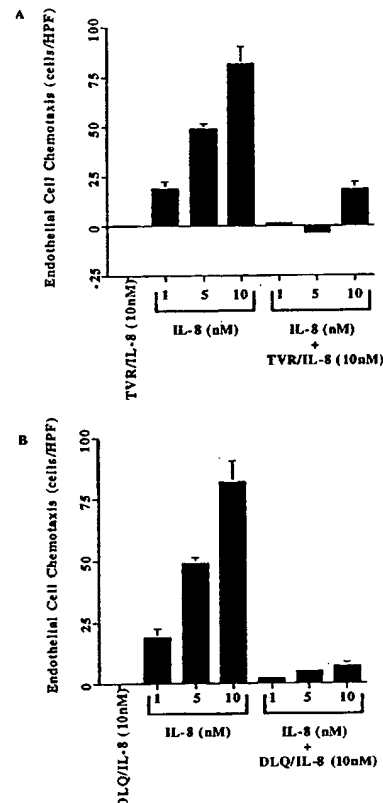 A
Endothelial Cell Chemotaxis (cells/HPF)
100
75
50
25
0
-25
TVR/IL-8 (10nM)
1 5 10 1 5 10
IL-8 (nM) IL-8 (nM)
+
TVR/IL-8 (10nM)
B
Endothelial Cell Chemotaxis (cells/HPF)
100
75
50
25
0
DLQ/IL-8 (10nM)
1 5 10 1 5 10
IL-8 (nM) IL-8 (nM)
+
DLQ/IL-8 (10nM)